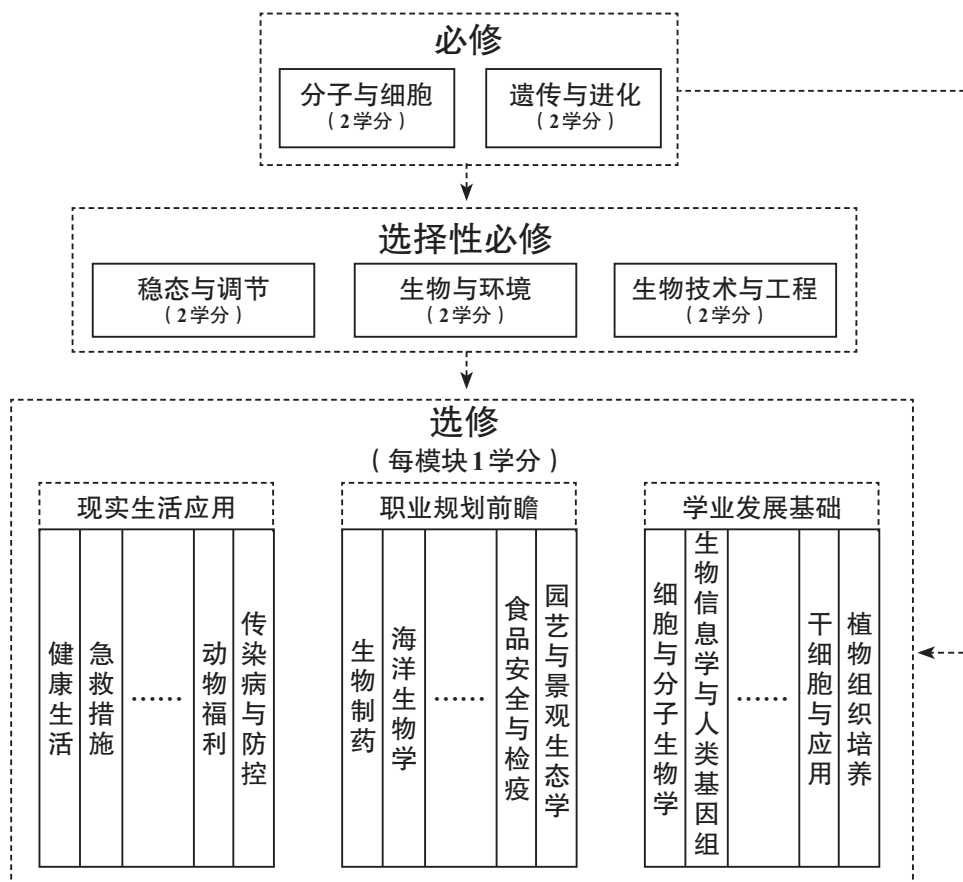 必修
分子与细胞
（2学分）
遗传与进化
（2学分）
选择性必修
稳态与调节
（2学分）
生物与环境
（2学分）
生物技术与工程
（2学分）
选修
（每模块1学分）
现实生活应用
健康生活
急救措施
……
动物福利
传染病与防控
职业规划前瞻
生物制药
海洋生物学
……
食品安全与检疫
园艺与景观生态学
学业发展基础
细胞与分子生物学
生物信息学与人类基因组
……
干细胞与应用
植物组织培养